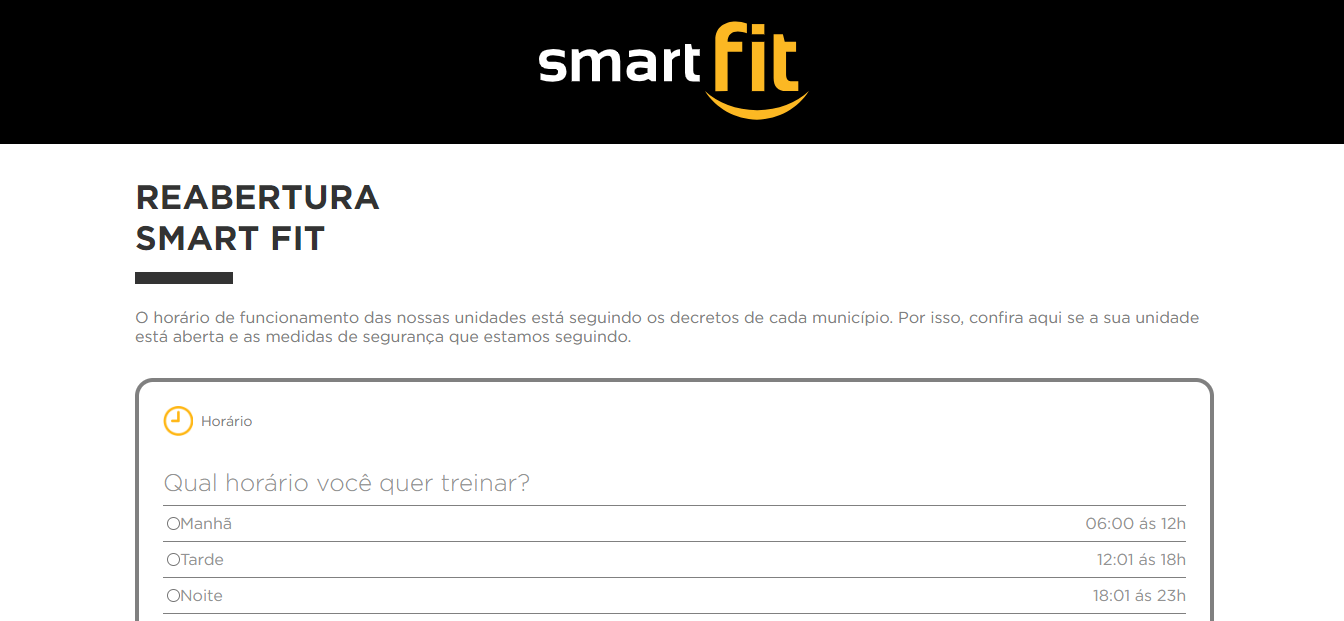 smart fit
REABERTURA
SMART FIT
O horário de funcionamento das nossas unidades está seguindo os decretos de cada município. Por isso, confira aqui se a sua unidade
está aberta e as medidas de segurança que estamos seguindo.
Horário
Qual horário você quer treinar?
Manhã 06:00 ás 12h
Tarde 12:01 ás 18h
Noite 18:01 ás 23h